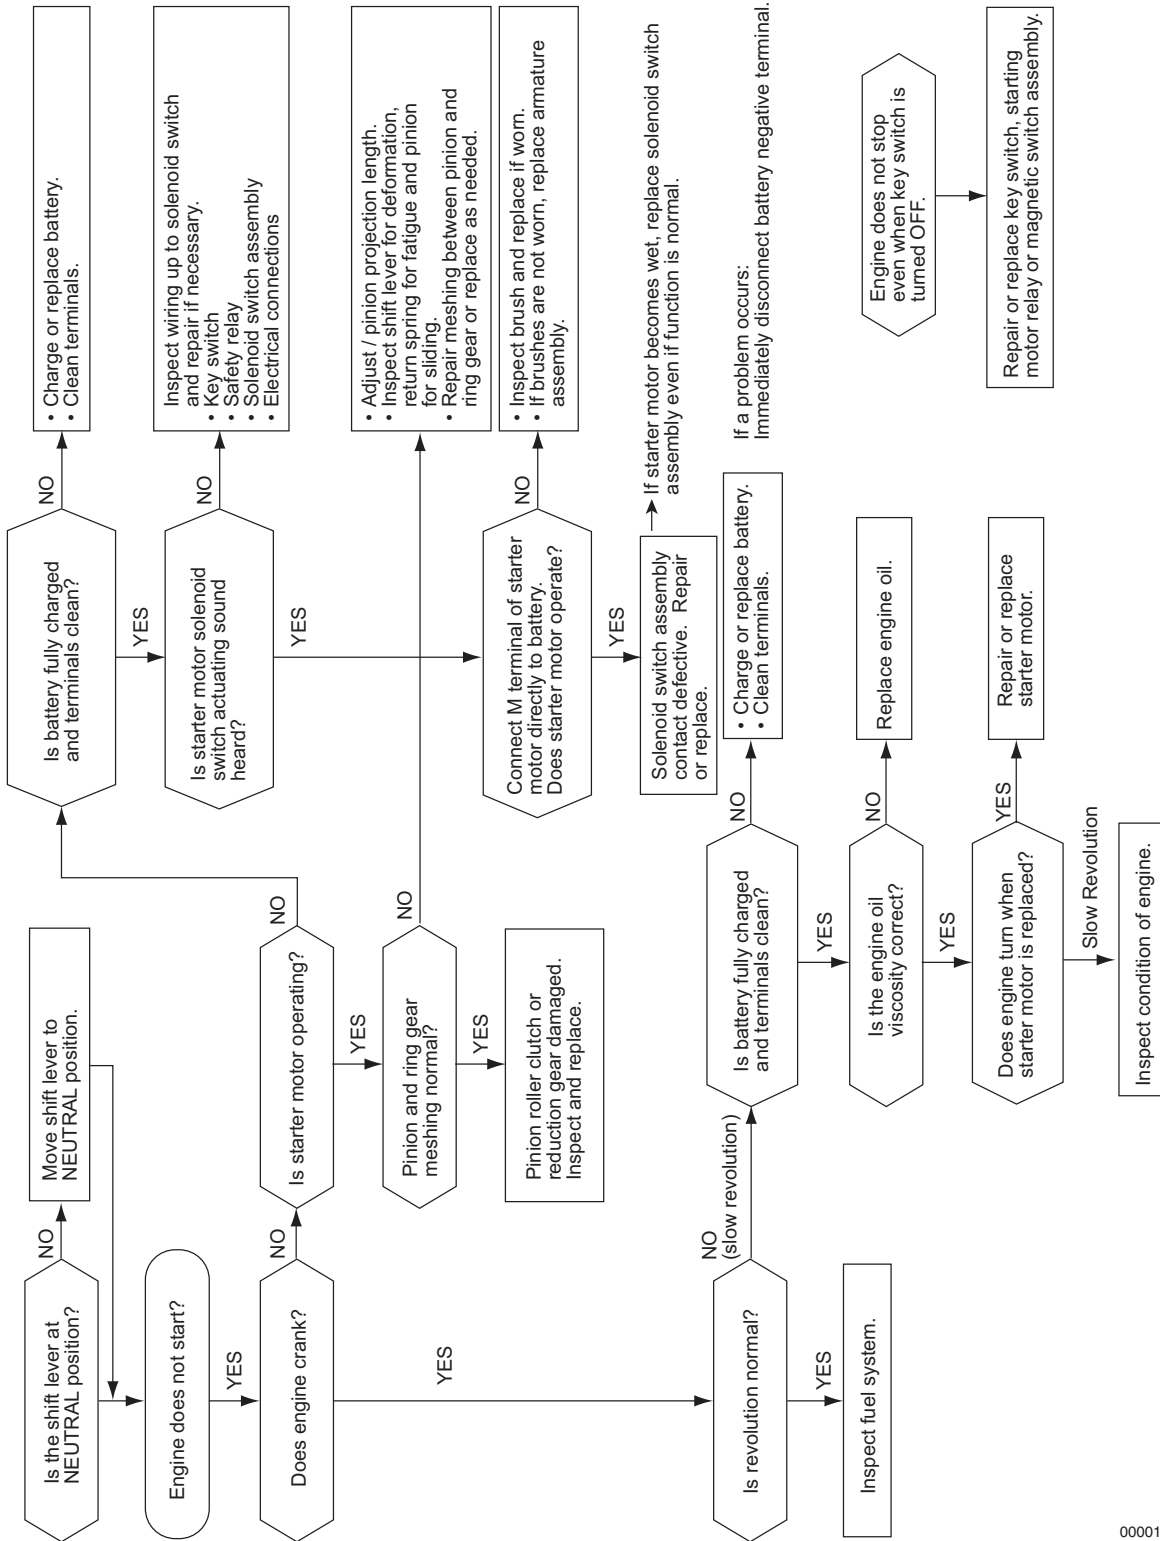 Is the shift lever at
NEUTRAL position?
NO
Move shift lever to
NEUTRAL position.
Engine does not start?
YES
Does engine crank?
NO
YES
Is starter motor operating?
NO
YES
Is battery fully charged
and terminals clean?
NO
• Charge or replace battery.
• Clean terminals.
YES
Is starter motor solenoid
switch actuating sound
heard?
NO
Inspect wiring up to solenoid switch
and repair if necessary.
• Key switch
• Safety relay
• Solenoid switch assembly
• Electrical connections
YES
Pinion and ring gear
meshing normal?
NO
• Adjust / pinion projection length.
• Inspect shift lever for deformation,
return spring for fatigue and pinion
for sliding.
• Repair meshing between pinion and
ring gear or replace as needed.
YES
Pinion roller clutch or
reduction gear damaged.
Inspect and replace.
Connect M terminal of starter
motor directly to battery.
Does starter motor operate?
NO
• Inspect brush and replace if worn.
• If brushes are not worn, replace armature
assembly.
YES
Solenoid switch assembly
contact defective. Repair
or replace.
If starter motor becomes wet, replace solenoid switch
assembly even if function is normal.
Is revolution normal?
NO
(slow revolution)
YES
Inspect fuel system.
Is battery fully charged
and terminals clean?
NO
• Charge or replace battery.
• Clean terminals.
YES
Is the engine oil
viscosity correct?
NO
Replace engine oil.
YES
Does engine turn when
starter motor is replaced?
YES
Repair or replace
starter motor.
Slow Revolution
Inspect condition of engine.
If a problem occurs:
Immediately disconnect battery negative terminal.
Engine does not stop
even when key switch is
turned OFF.
Repair or replace key switch, starting
motor relay or magnetic switch assembly.
00001